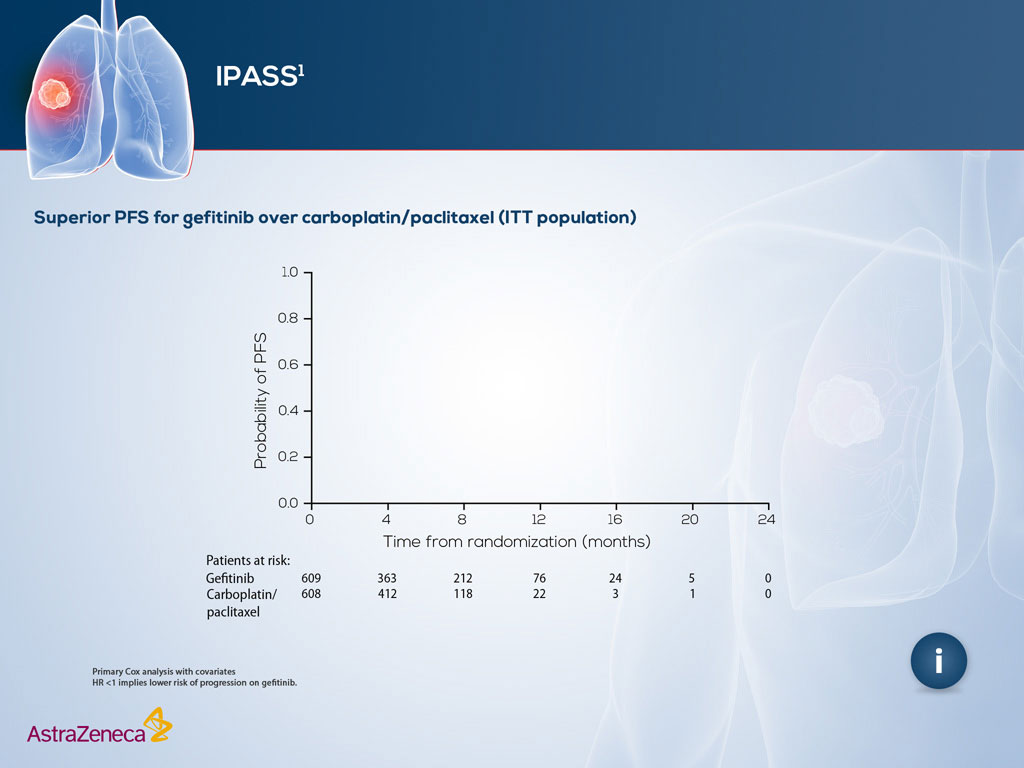 IPASS¹
Superior PFS for gefitinib over carboplatin/paclitaxel (ITT population)
Probability of PFS
1.0
0.8
0.6
0.4
0.2
0.0
0 4 8 12 16 20 24
Time from randomization (months)
Patients at risk:
Gefitinib 609 363 212 76 24 5 0
Carboplatin/ 608 412 118 22 3 1 0
paclitaxel
Primary Cox analysis with covariates
HR <1 implies lower risk of progression on gefitinib.
i
AstraZeneca